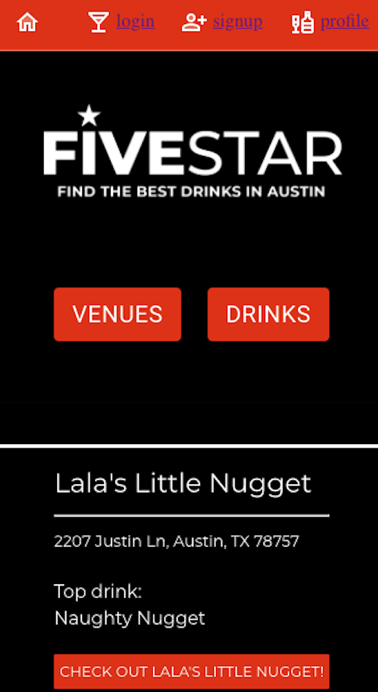 login signup profile
FIVESTAR
FIND THE BEST DRINKS IN AUSTIN
VENUES DRINKS
Lala's Little Nugget
2207 Justin Ln, Austin, TX 78757
Top drink:
Naughty Nugget
CHECK OUT LALA'S LITTLE NUGGET!